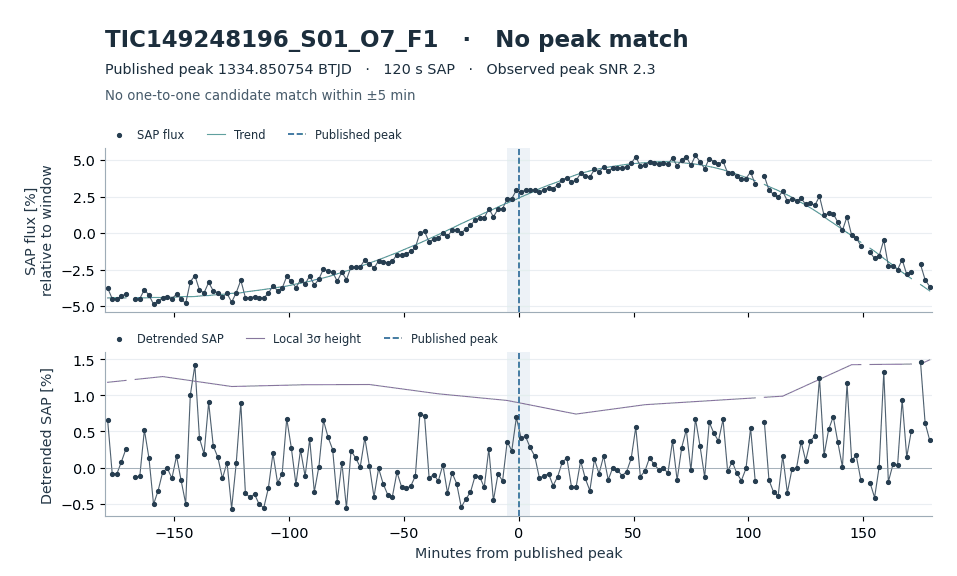 TIC149248196_S01_O7_F1 · No peak match
Published peak 1334.850754 BTJD · 120 s SAP · Observed peak SNR 2.3
No one-to-one candidate match within ±5 min
SAP flux Trend Published peak
SAP flux [%]
relative to window
5.0
2.5
0.0
−2.5
−5.0
Detrended SAP Local 3σ height Published peak
Detrended SAP [%]
1.5
1.0
0.5
0.0
−0.5
−150 −100 −50 0 50 100 150
Minutes from published peak